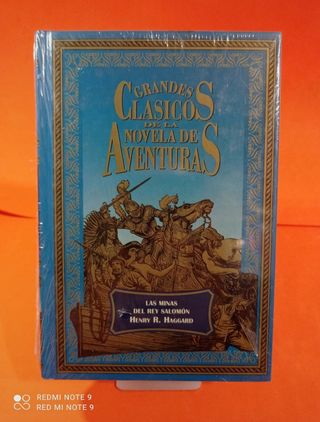 GRANDES
CLASICOS
DE LA
NOVELA DE
AVENTURAS
LAS MINAS
DEL REY SALOMÓN
HENRY R. HAGGARD
REDMI NOTE 9
RED MI NOTE 9